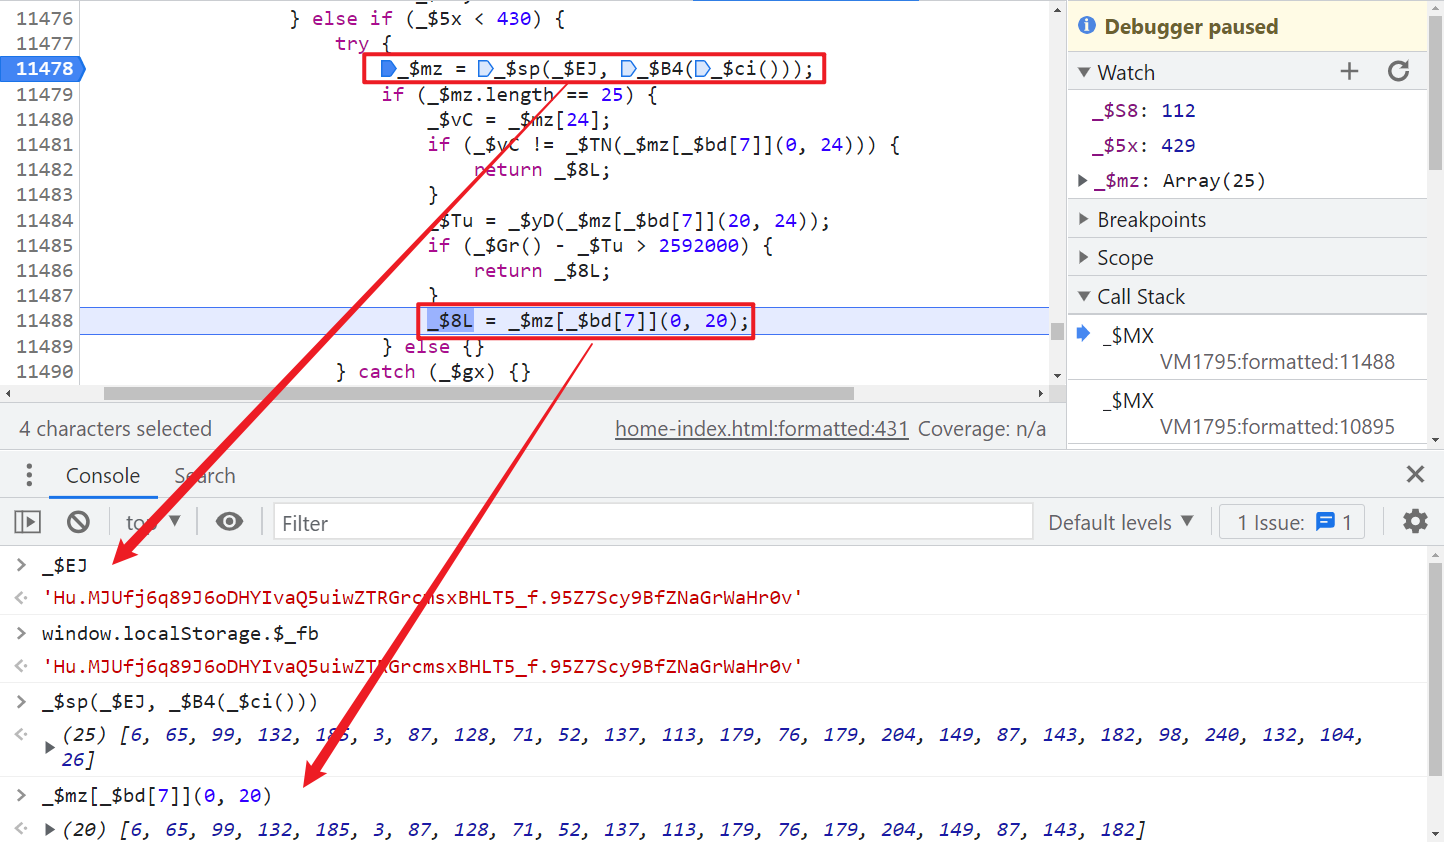 11476 } else if (_$5x < 430) {
11477 try {
11478 _$mz = _$sp(_$EJ, _$B4(_$ci()));
11479 if (_$mz.length == 25) {
11480 _$vC = _$mz[24];
11481 if (_$vC != _$TN(_$mz[_$bd[7]](0, 24))) {
11482 return _$8L;
11483 }
11484 _$Tu = _$yD(_$mz[_$bd[7]](20, 24));
11485 if (_$Gr() - _$Tu > 2592000) {
11486 return _$8L;
11487 }
11488 _$8L = _$mz[_$bd[7]](0, 20);
11489 } else {}
11490 } catch (_$gx) {}
4 characters selected
home-index.html:formatted:431 Coverage: n/a
Debugger paused
Watch
_$S8: 112
_$5x: 429
_$mz: Array(25)
Breakpoints
Scope
Call Stack
_$MX
VM1795:formatted:11488
_$MX
VM1795:formatted:10895
Console Search
top Filter Default levels 1 Issue: 1
_$EJ
'Hu.MJUfj6q89J6oDHYIvaQ5uiwZTRGrcmsxBHLT5_f.95Z7Scy9BfZNaGrWaHr0v'
window.localStorage.$_fb
'Hu.MJUfj6q89J6oDHYIvaQ5uiwZTRGrcmsxBHLT5_f.95Z7Scy9BfZNaGrWaHr0v'
_$sp(_$EJ, _$B4(_$ci()))
(25) [6, 65, 99, 132, 185, 3, 87, 128, 71, 52, 137, 113, 179, 76, 179, 204, 149, 87, 143, 182, 98, 240, 132, 104,
26]
_$mz[_$bd[7]](0, 20)
(20) [6, 65, 99, 132, 185, 3, 87, 128, 71, 52, 137, 113, 179, 76, 179, 204, 149, 87, 143, 182]